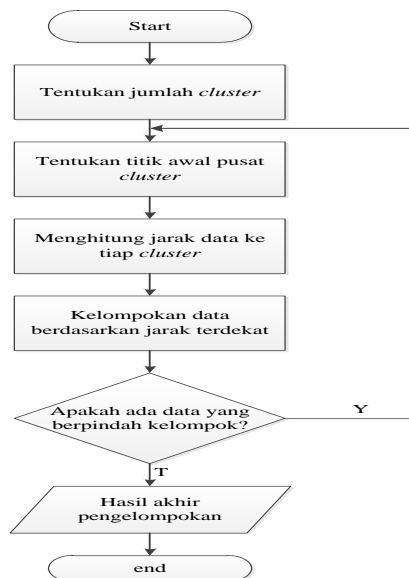 Start
Tentukan jumlah cluster
Tentukan titik awal pusat
cluster
Menghitung jarak data ke
tiap cluster
Kelompokan data
berdasarkan jarak terdekat
Apakah ada data yang
berpindah kelompok?
Y
T
Hasil akhir
pengelompokan
end